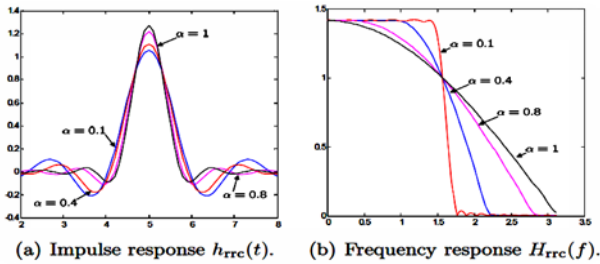 1.4
1.2
1
0.8
0.6
0.4
0.2
0
-0.2
-0.4
2 3 4 5 6 7 8
α = 1
α = 0.1
α = 0.4
α = 0.8
1.5
1
0.5
0
0 0.5 1 1.5 2 2.5 3 3.5
α = 0.1
α = 0.4
α = 0.8
α = 1
(a) Impulse response h_rrc(t).
(b) Frequency response H_rrc(f).